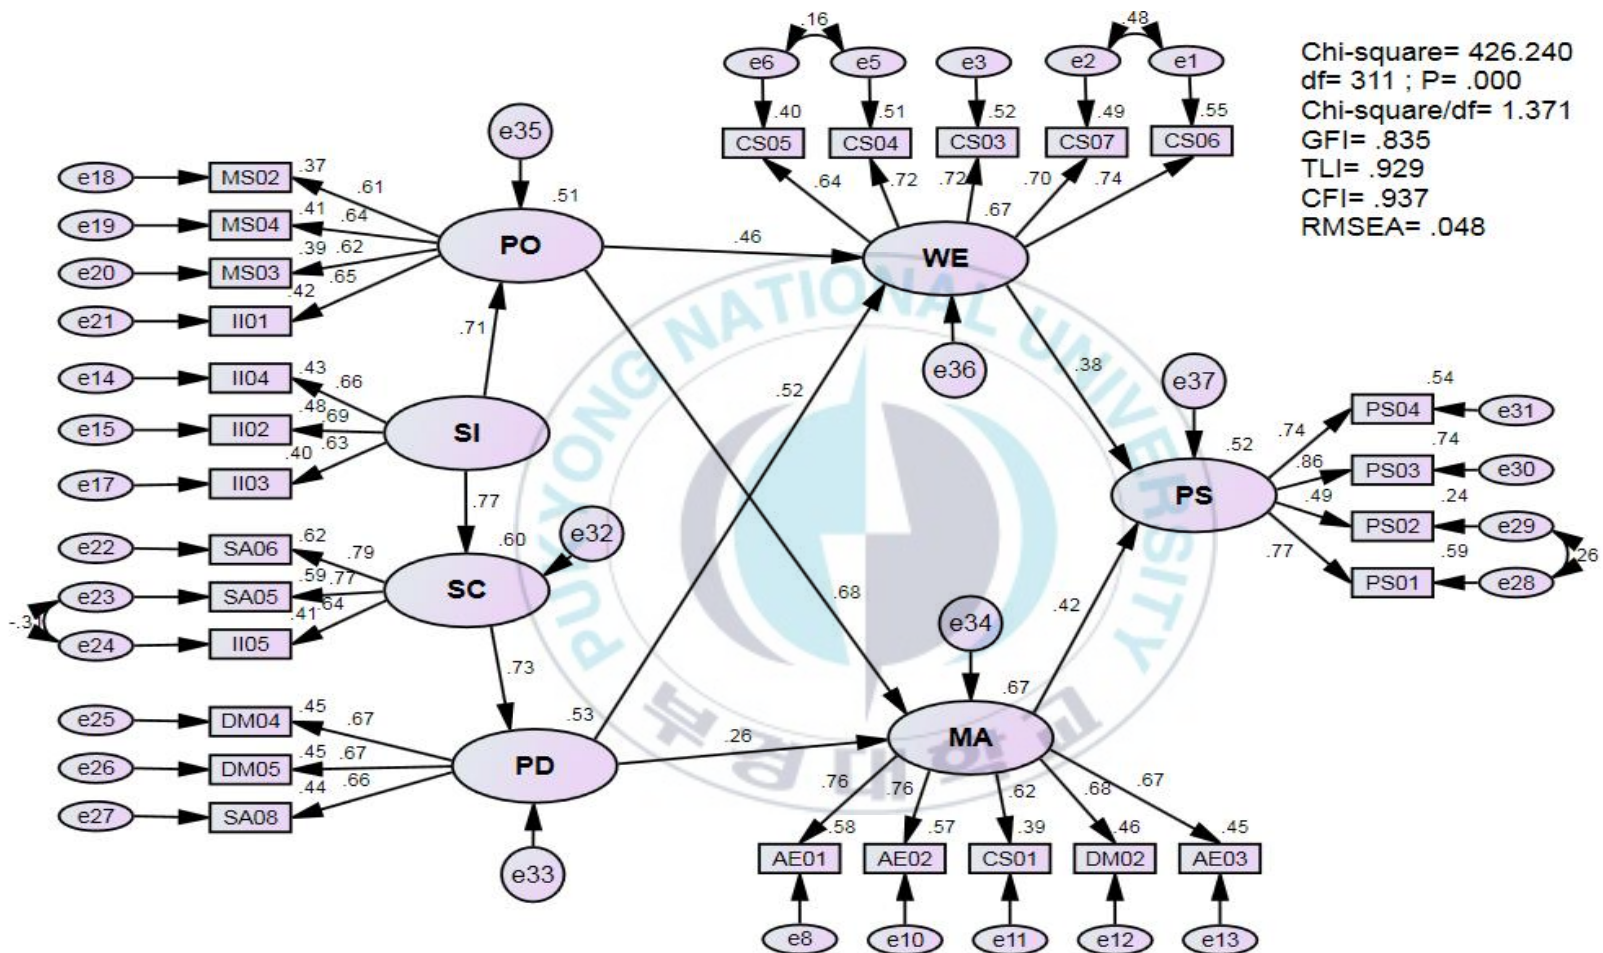 .16
.48
e6
e5
e3
e2
e1
Chi-square= 426.240
df= 311 ; P= .000
Chi-square/df= 1.371
GFI= .835
TLI= .929
CFI= .937
RMSEA= .048
.40
.51
.52
.49
.55
CS05
CS04
CS03
CS07
CS06
.64
.72
.72
.70
.74
.67
WE
e35
.51
PO
e18
MS02
.37
.61
e19
MS04
.41
.64
e20
MS03
.39
.62
e21
II01
.42
.65
.46
.71
e36
.38
.52
e37
e14
II04
.43
.66
e15
II02
.48
.69
e17
II03
.40
.63
SI
.77
.52
PS
.54
PS04
e31
.74
.74
PS03
e30
.86
.24
PS02
e29
.49
.59
PS01
e28
.77
.26
e22
SA06
.62
.79
e23
SA05
.59
.77
e24
II05
.41
.64
-.3
.60
e32
SC
.68
.42
e34
.73
.67
MA
e25
DM04
.45
.67
e26
DM05
.45
.67
e27
SA08
.44
.66
.53
PD
.26
e33
.76
.76
.62
.68
.67
.58
.57
.39
.46
.45
AE01
AE02
CS01
DM02
AE03
e8
e10
e11
e12
e13
PUKYONG NATIONAL UNIVERSITY
부경대학교